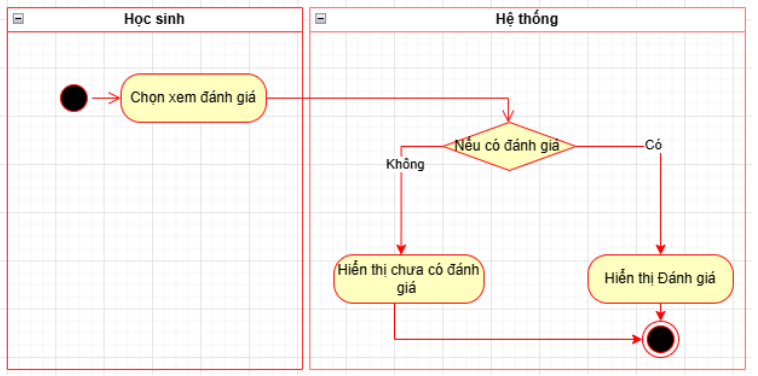 Học sinh
Hệ thống
Chọn xem đánh giá
Nếu có đánh giá
Không
Có
Hiển thị chưa có đánh
giá
Hiển thị Đánh giá